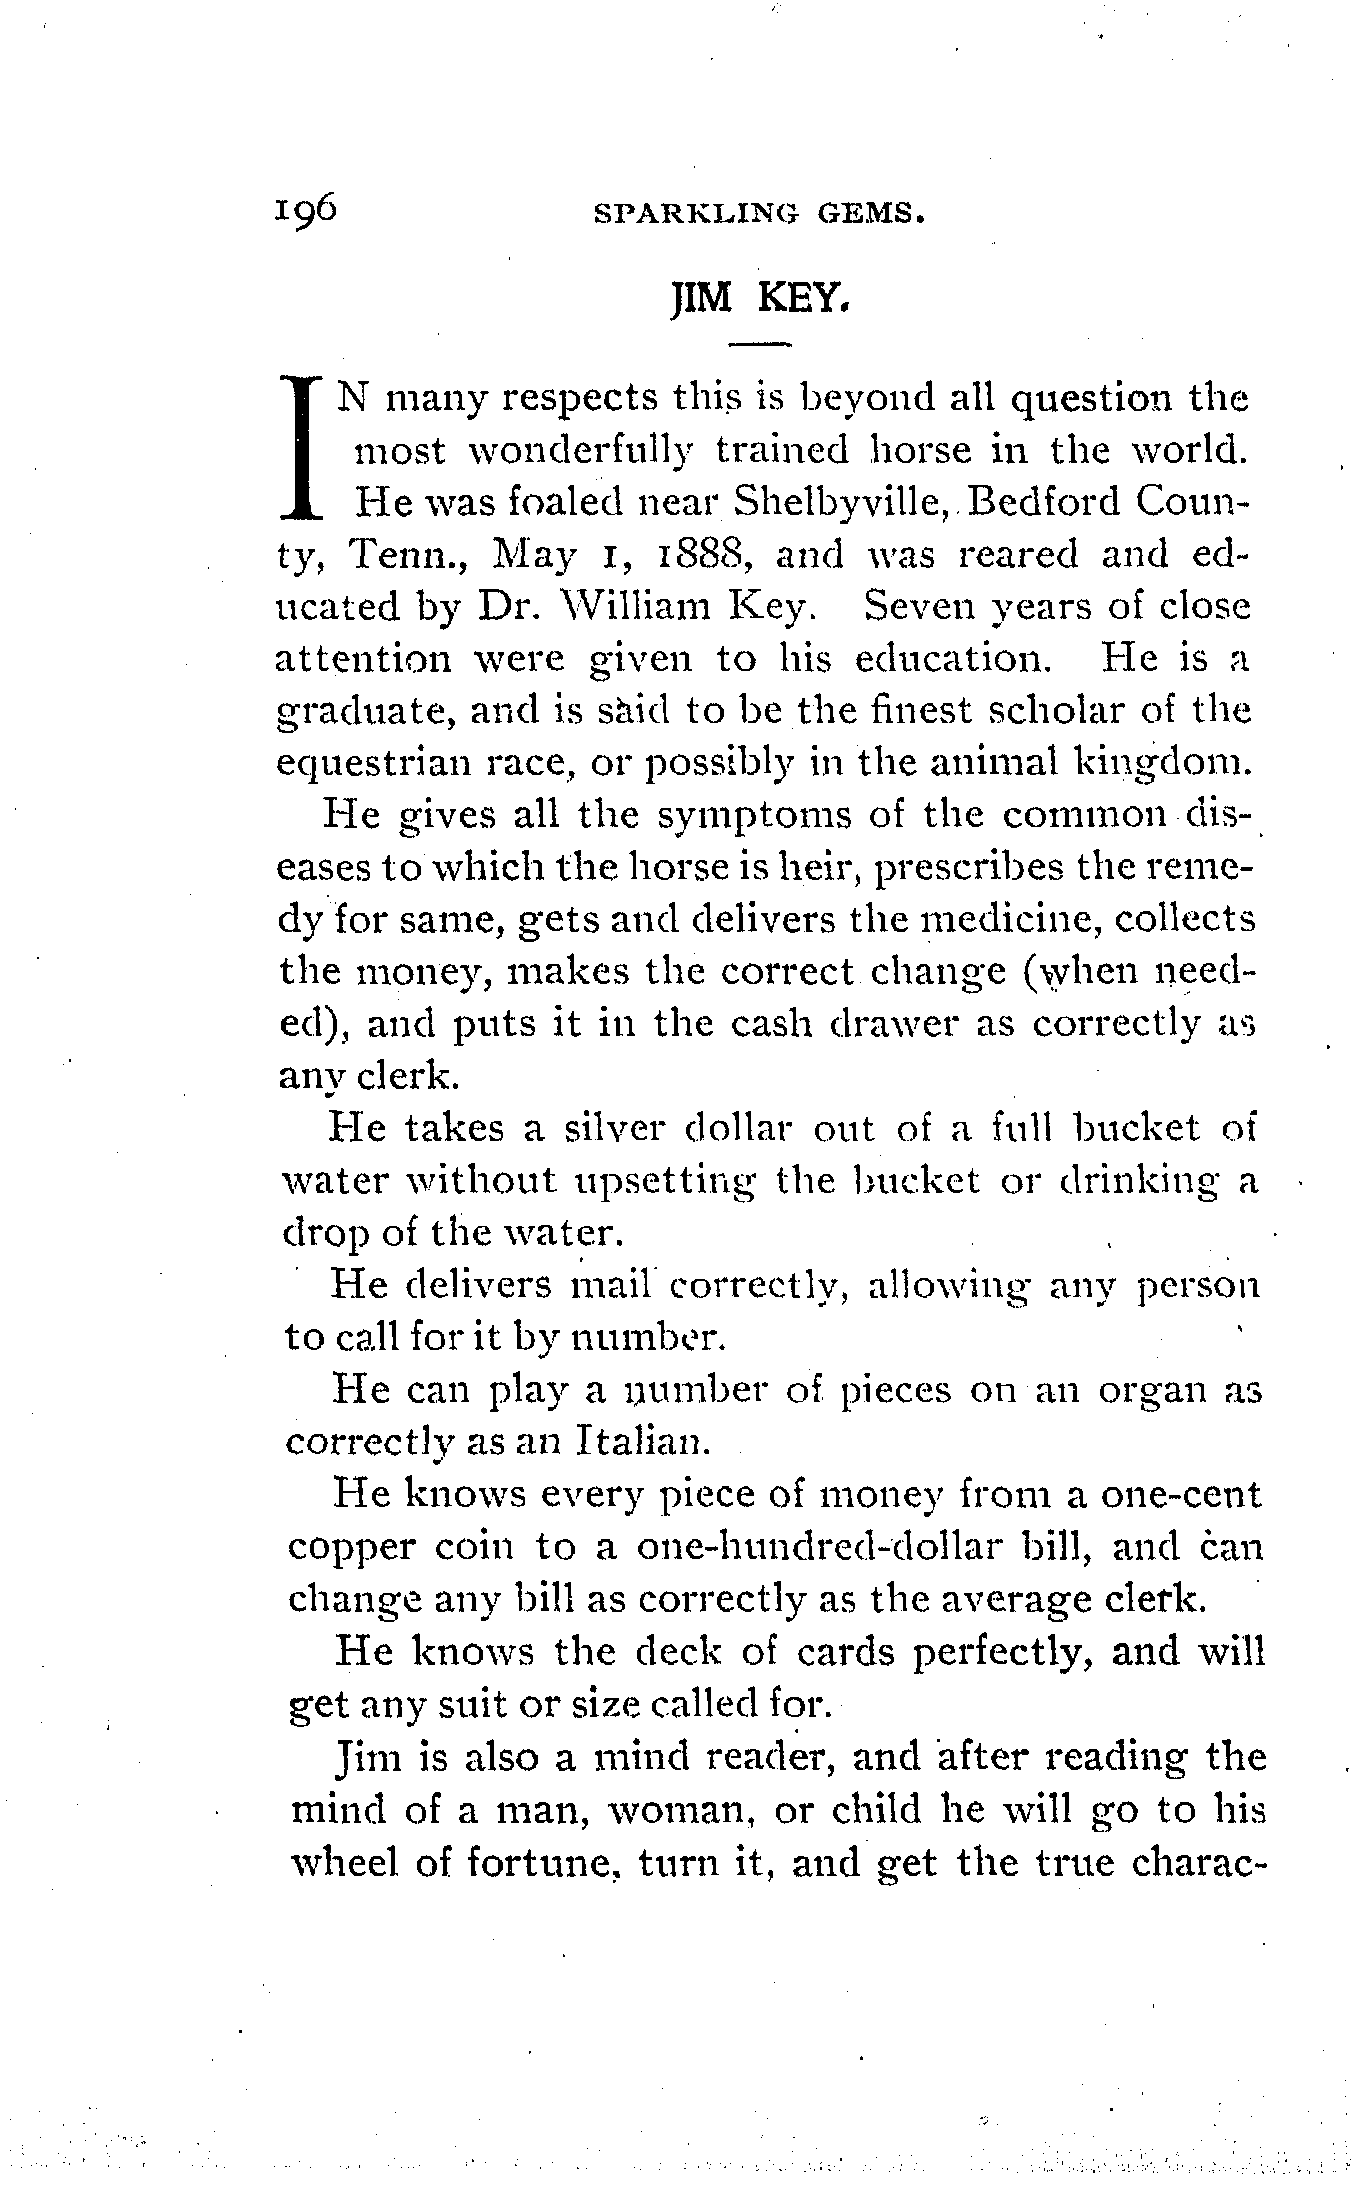 196 SPARKLING GEMS.
JIM KEY.
IN many respects this is beyond all question the
most wonderfully trained horse in the world.
He was foaled near Shelbyville, Bedford Coun-
ty, Tenn., May 1, 1888, and was reared and ed-
ucated by Dr. William Key. Seven years of close
attention were given to his education. He is a
graduate, and is said to be the finest scholar of the
equestrian race, or possibly in the animal kingdom.
He gives all the symptoms of the common dis-
eases to which the horse is heir, prescribes the reme-
dy for same, gets and delivers the medicine, collects
the money, makes the correct change (when need-
ed), and puts it in the cash drawer as correctly as
any clerk.
He takes a silver dollar out of a full bucket of
water without upsetting the bucket or drinking a
drop of the water.
He delivers mail correctly, allowing any person
to call for it by number.
He can play a number of pieces on an organ as
correctly as an Italian.
He knows every piece of money from a one-cent
copper coin to a one-hundred-dollar bill, and can
change any bill as correctly as the average clerk.
He knows the deck of cards perfectly, and will
get any suit or size called for.
Jim is also a mind reader, and after reading the
mind of a man, woman, or child he will go to his
wheel of fortune, turn it, and get the true charac-